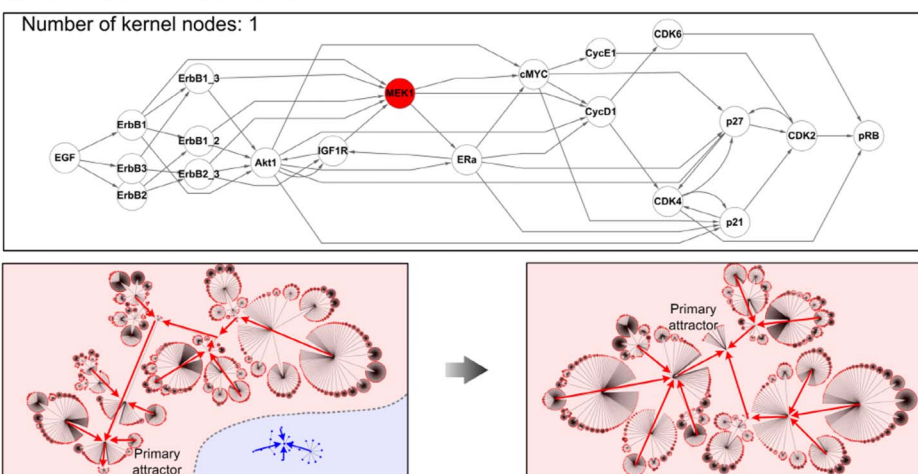 Number of kernel nodes: 1
CDK6
CycE1
cMYC
ErbB1_3
MEK1
CycD1
ErbB1
p27
CDK2
pRB
ErbB1_2
IGF1R
EGF
ErbB3
Akt1
ERa
ErbB2_3
ErbB2
CDK4
p21
Primary
attractor
Primary
attractor